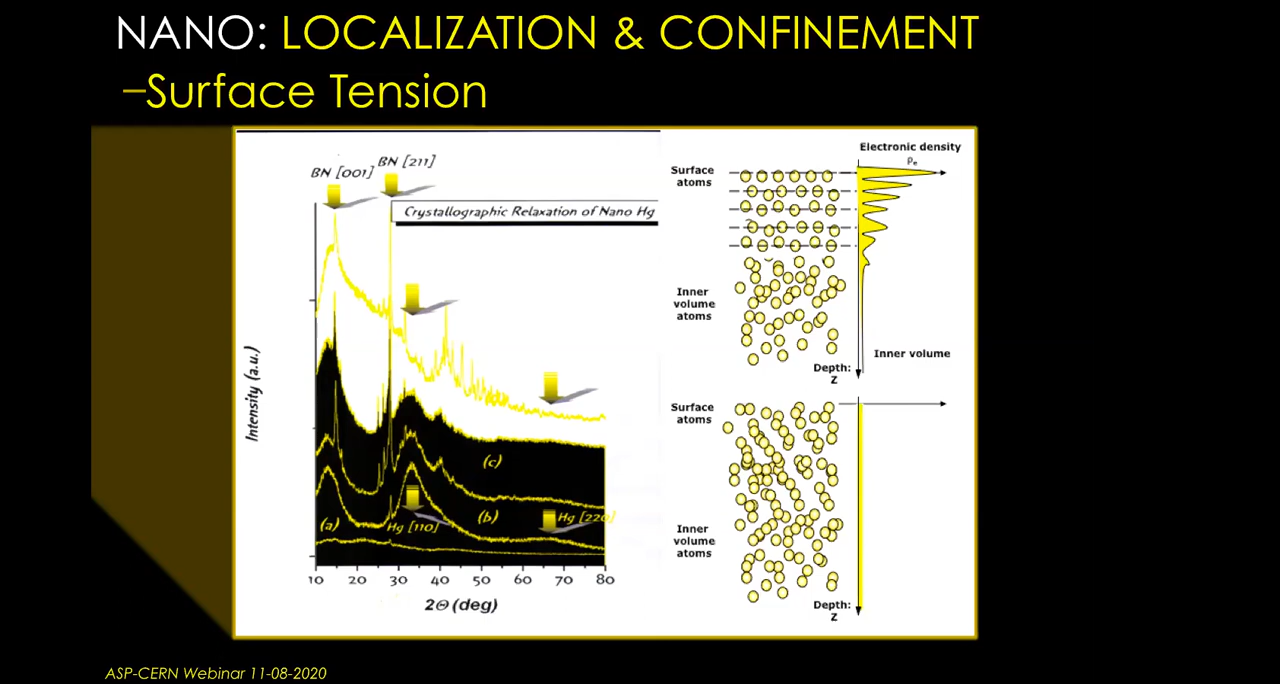 NANO: LOCALIZATION & CONFINEMENT
–Surface Tension
BN [001]
BN [211]
Crystallographic Relaxation of Nano Hg
Intensity (a.u.)
(c)
(a)
Hg [110]
(b)
Hg [220]
10 20 30 40 50 60 70 80
2Θ (deg)
Electronic density
ρe
Surface
atoms
Inner
volume
atoms
Inner volume
Depth:
Z
Surface
atoms
Inner
volume
atoms
Depth:
Z
ASP-CERN Webinar 11-08-2020